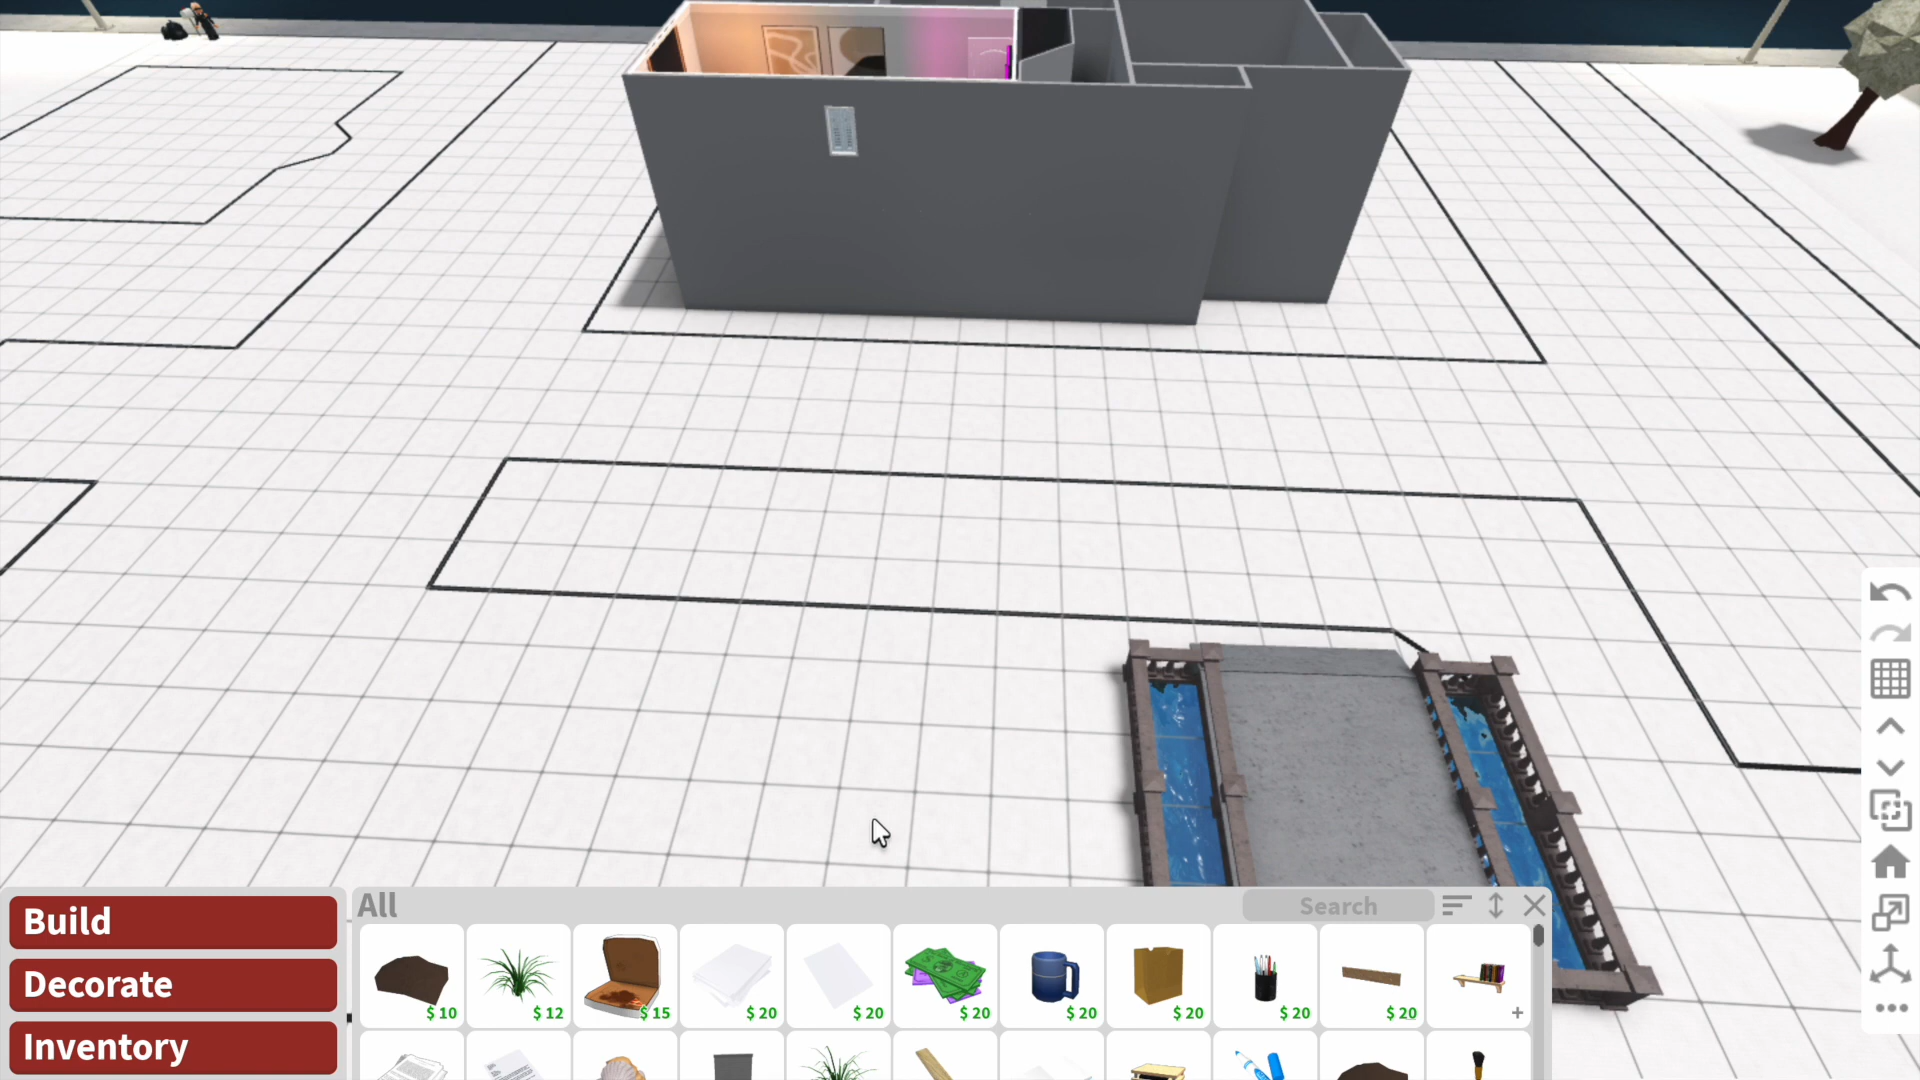 Build
Decorate
Inventory
All
Search
$ 10
$ 12
$ 15
$ 20
$ 20
$ 20
$ 20
$ 20
$ 20
$ 20
+